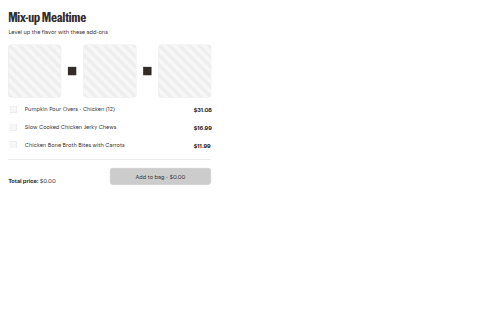 Mix-up Mealtime
Level up the flavor with these add-ons
Pumpkin Pour Overs - Chicken (12) $31.08
Slow Cooked Chicken Jerky Chews $16.99
Chicken Bone Broth Bites with Carrots $11.99
Total price: $0.00 Add to bag - $0.00